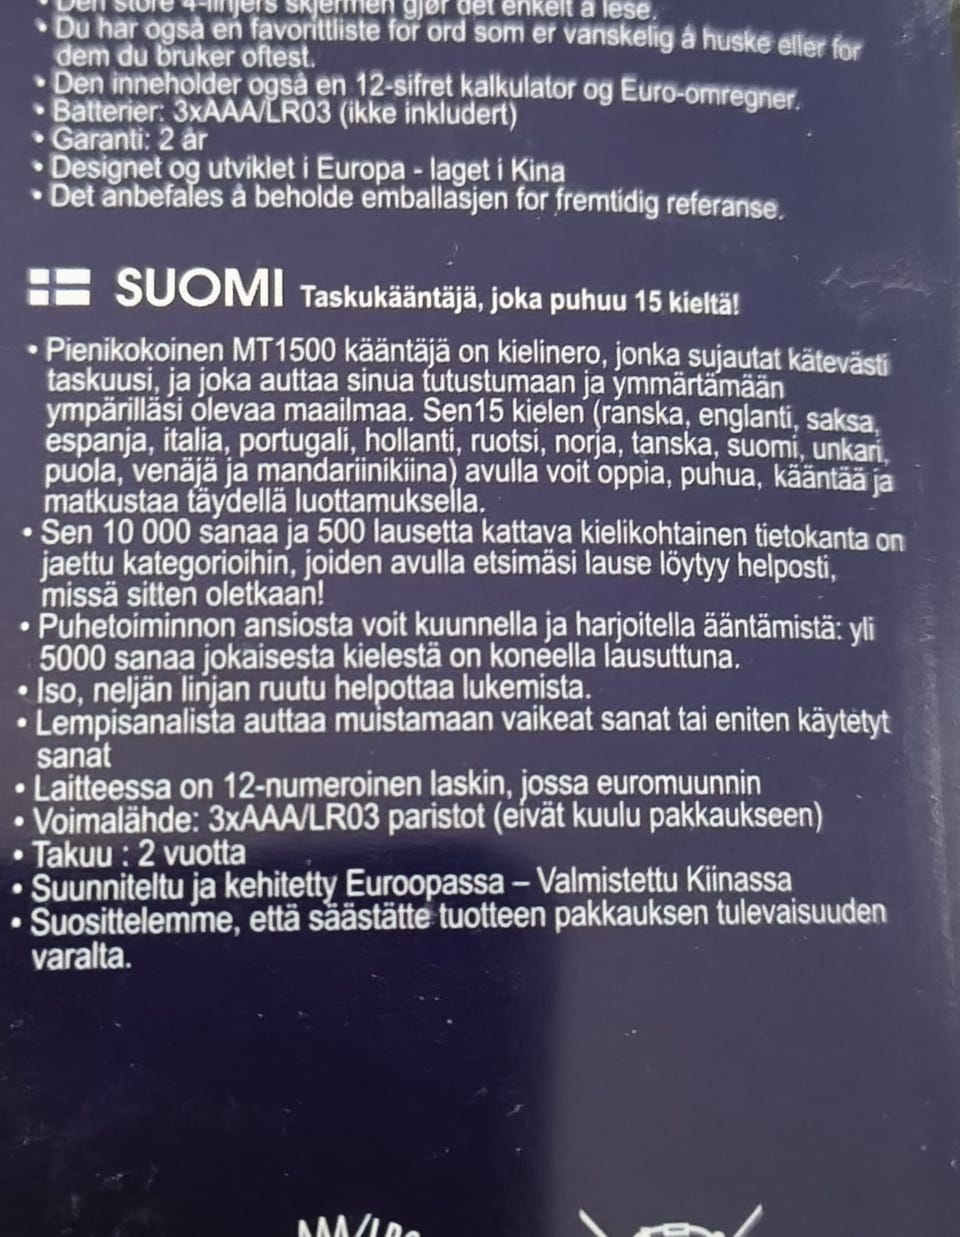 • Den store 4-linjers skjermen gjør det enkelt å lese.
• Du har også en favorittliste for ord som er vanskelig å huske eller for
dem du bruker oftest.
• Den inneholder også en 12-sifret kalkulator og Euro-omregner.
• Batterier: 3xAAA/LR03 (ikke inkludert)
• Garanti: 2 år
• Designet og utviklet i Europa - laget i Kina
• Det anbefales å beholde emballasjen for fremtidig referanse.
SUOMI Taskukääntäjä, joka puhuu 15 kieltä!
• Pienikokoinen MT1500 kääntäjä on kielinero, jonka sujautat kätevästi
taskuusi, ja joka auttaa sinua tutustumaan ja ymmärtämään
ympärilläsi olevaa maailmaa. Sen15 kielen (ranska, englanti, saksa,
espanja, italia, portugali, hollanti, ruotsi, norja, tanska, suomi, unkari,
puola, venäjä ja mandariinikiina) avulla voit oppia, puhua, kääntää ja
matkustaa täydellä luottamuksella.
• Sen 10 000 sanaa ja 500 lausetta kattava kielikohtainen tietokanta on
jaettu kategorioihin, joiden avulla etsimäsi lause löytyy helposti,
missä sitten oletkaan!
• Puhetoiminnon ansiosta voit kuunnella ja harjoitella ääntämistä: yli
5000 sanaa jokaisesta kielestä on koneella lausuttuna.
• Iso, neljän linjan ruutu helpottaa lukemista.
• Lempisanalista auttaa muistamaan vaikeat sanat tai eniten käytetyt
sanat
• Laitteessa on 12-numeroinen laskin, jossa euromuunnin
• Voimalähde: 3xAAA/LR03 paristot (eivät kuulu pakkaukseen)
• Takuu : 2 vuotta
• Suunniteltu ja kehitetty Euroopassa – Valmistettu Kiinassa
• Suosittelemme, että säästätte tuotteen pakkauksen tulevaisuuden
varalta.